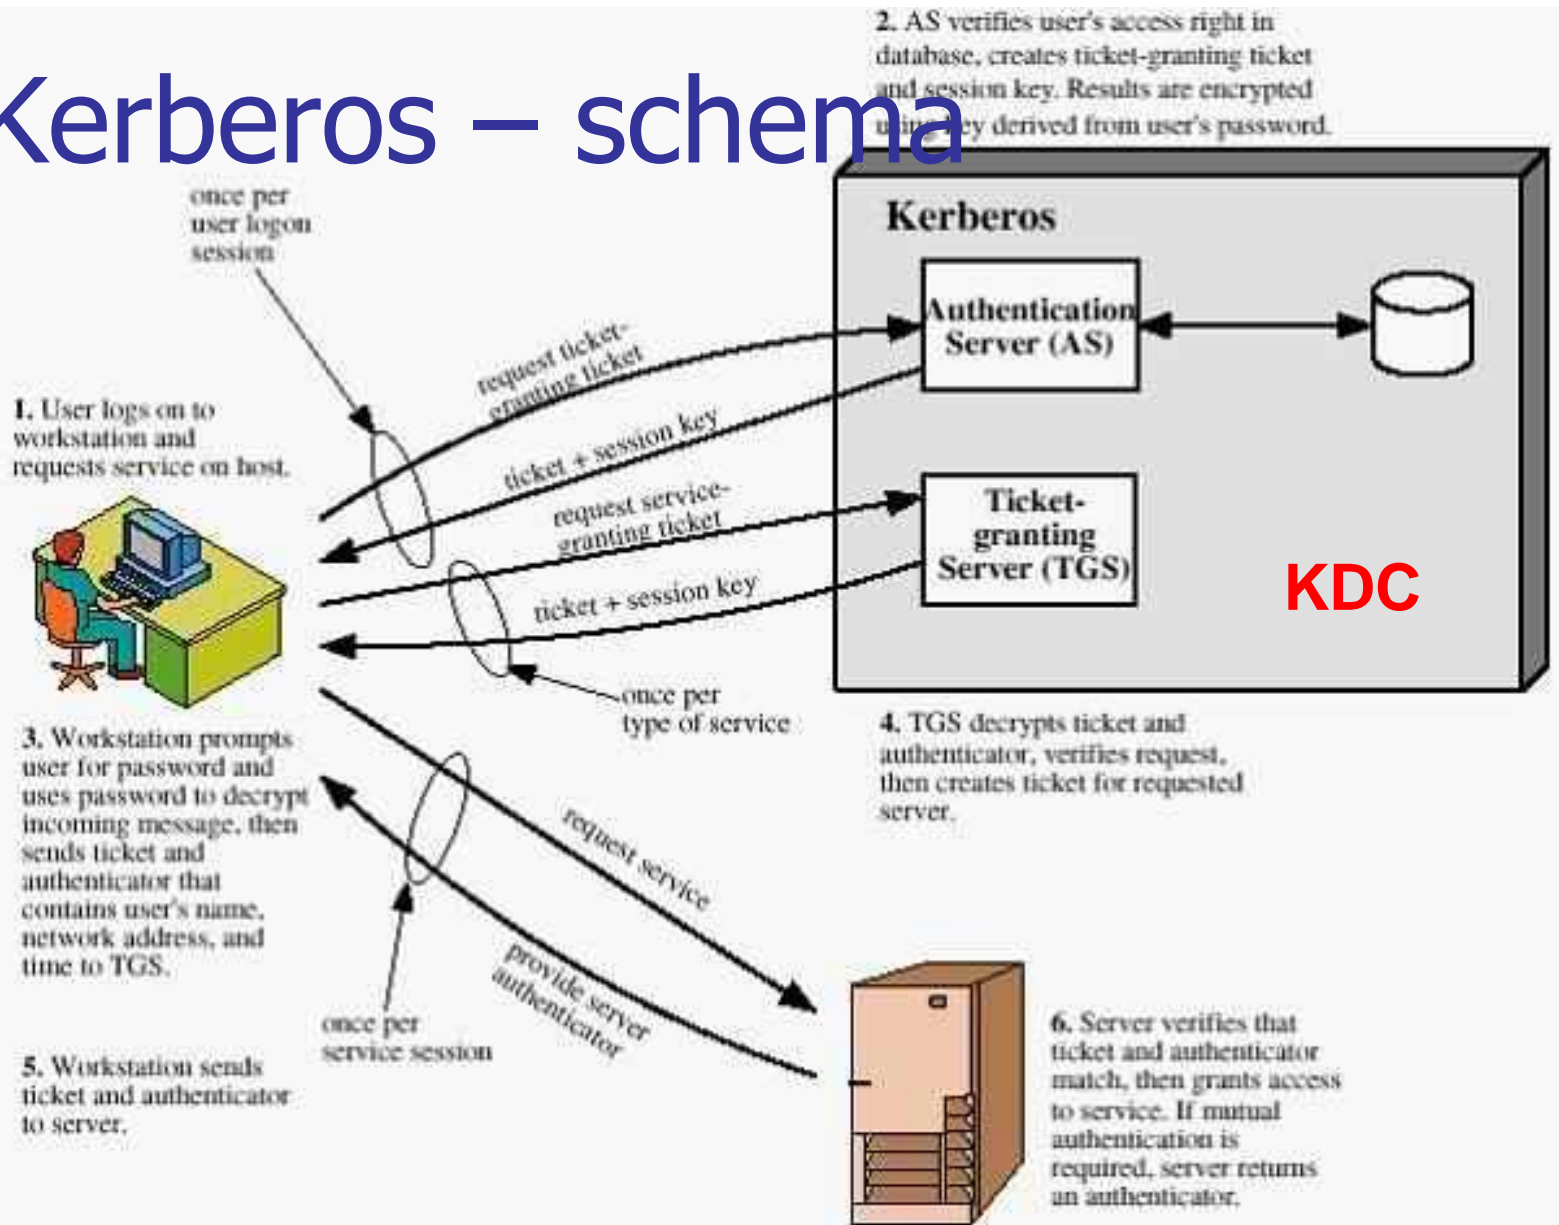 Kerberos – schema
2. AS verifies user's access right in
database, creates ticket-granting ticket
and session key. Results are encrypted
using key derived from user's password.
once per
user logon
session
Kerberos
Authentication
Server (AS)
request ticket-
granting ticket
1. User logs on to
workstation and
requests service on host.
ticket + session key
request service-
granting ticket
Ticket-
granting
Server (TGS)
KDC
ticket + session key
once per
type of service
3. Workstation prompts
user for password and
uses password to decrypt
incoming message, then
sends ticket and
authenticator that
contains user's name,
network address, and
time to TGS.
4. TGS decrypts ticket and
authenticator, verifies request,
then creates ticket for requested
server.
request service
provide server
authenticator
once per
service session
5. Workstation sends
ticket and authenticator
to server.
6. Server verifies that
ticket and authenticator
match, then grants access
to service. If mutual
authentication is
required, server returns
an authenticator.